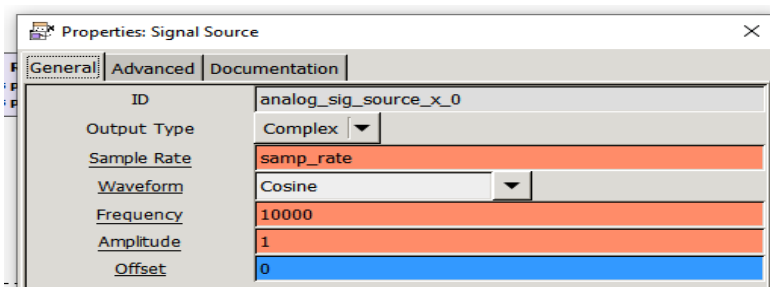 Properties: Signal Source
General Advanced Documentation
ID analog_sig_source_x_0
Output Type Complex
Sample Rate samp_rate
Waveform Cosine
Frequency 10000
Amplitude 1
Offset 0